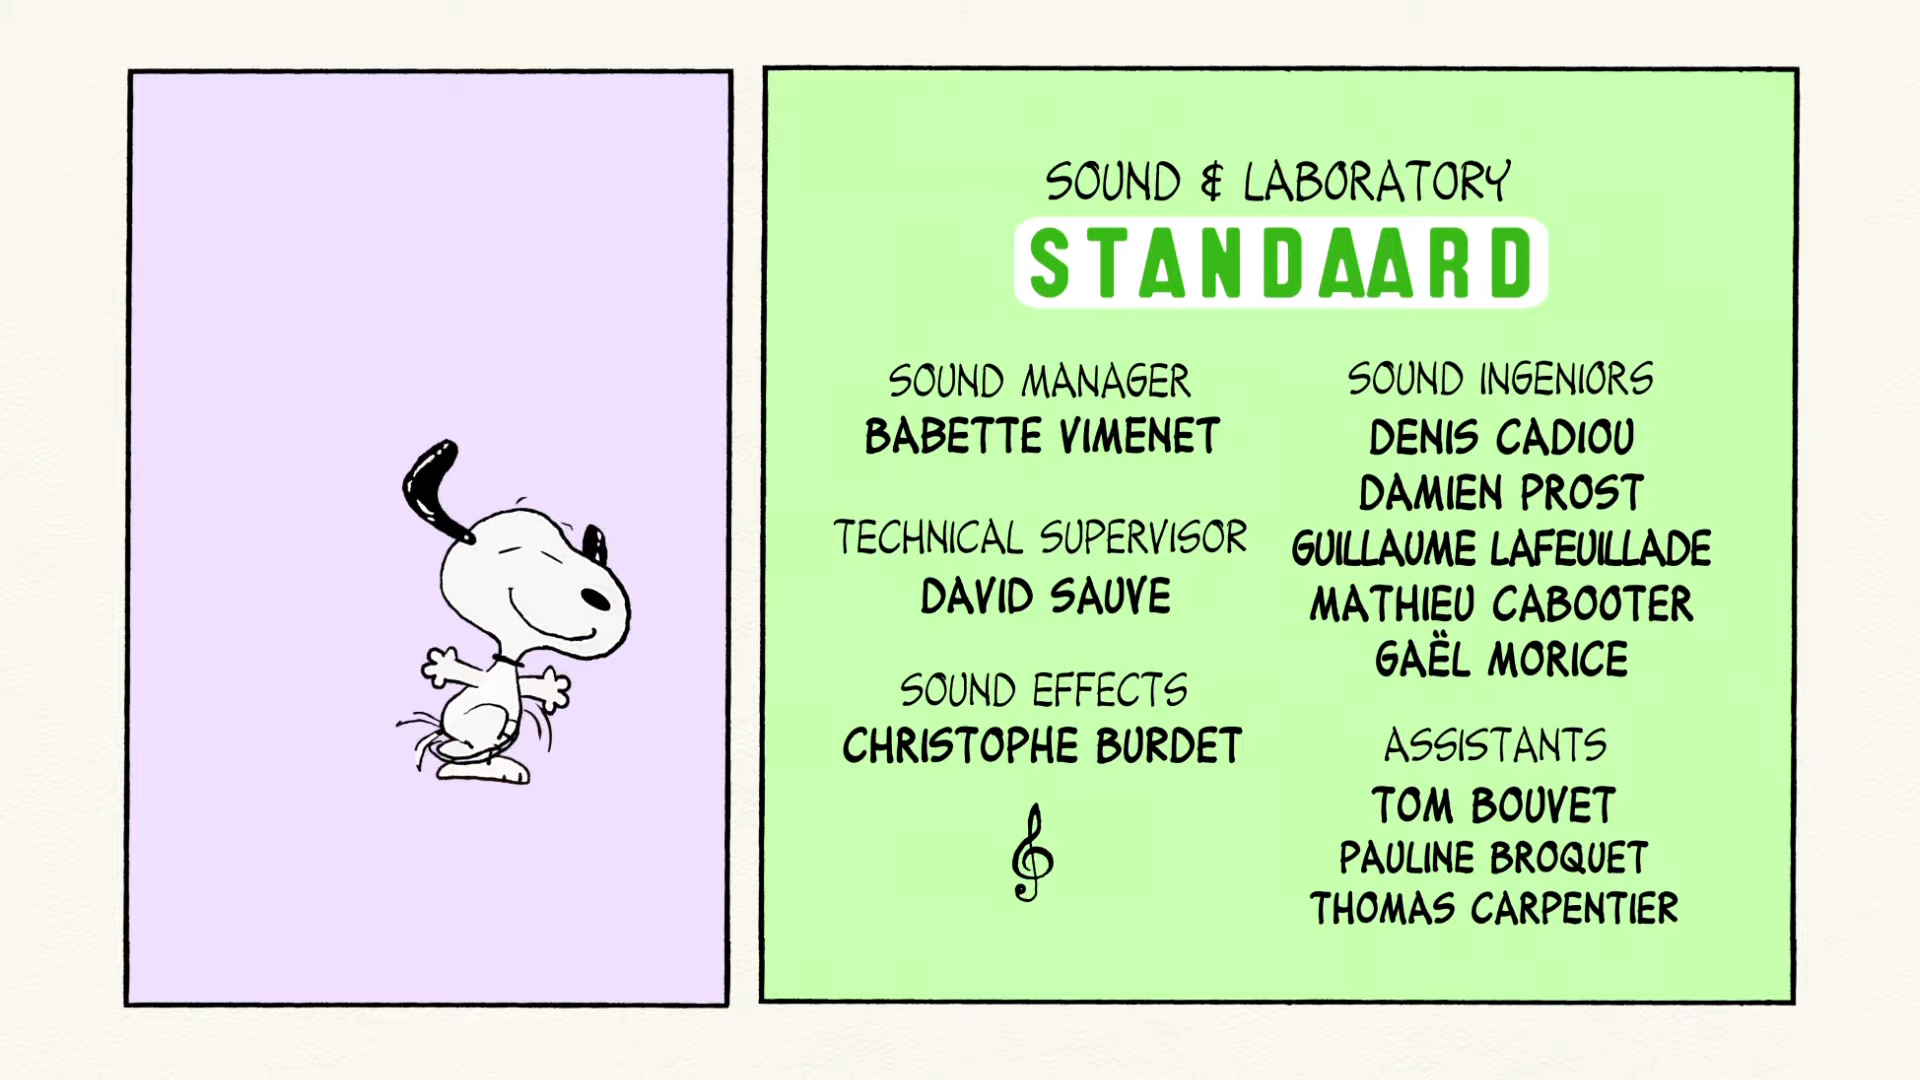 SOUND & LABORATORY
STANDAARD
SOUND MANAGER
BABETTE VIMENET
TECHNICAL SUPERVISOR
DAVID SAUVE
SOUND EFFECTS
CHRISTOPHE BURDET
SOUND INGENIORS
DENIS CADIOU
DAMIEN PROST
GUILLAUME LAFEUILLADE
MATHIEU CABOOTER
GAËL MORICE
ASSISTANTS
TOM BOUVET
PAULINE BROQUET
THOMAS CARPENTIER